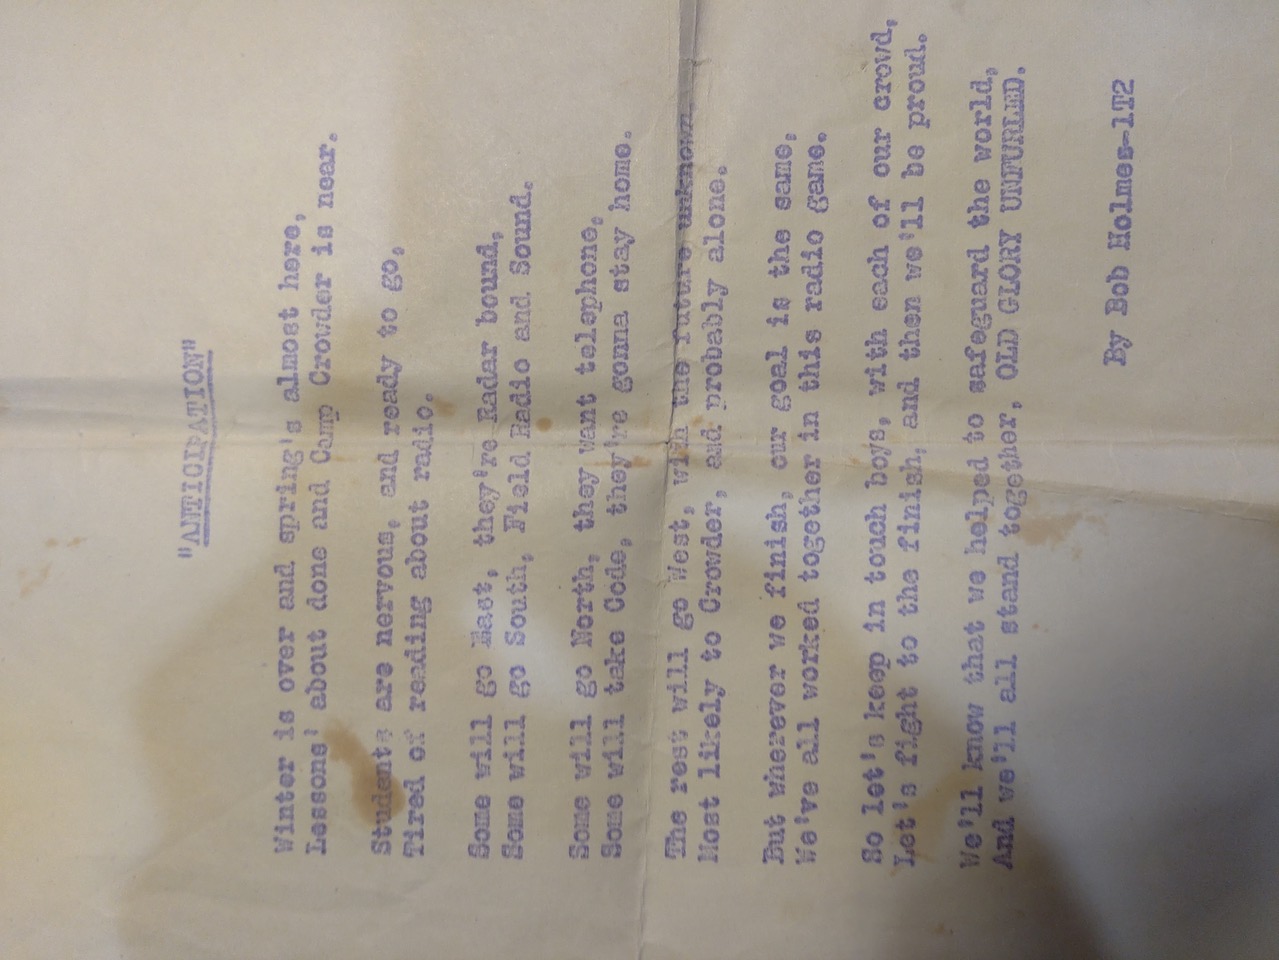 "ANTICIPATION"
Winter is over and spring's almost here,
Lessons' about done and Camp Crowder is near.
Students are nervous, and ready to go,
Tired of reading about radio.
Some will go East, they're Radar bound,
Some will go South, Field Radio and Sound.
Some will go North, they want telephone,
Some will take Code, they're gonna stay home.
The rest will go West, with the future unknown
Most likely to Crowder, and probably alone.
But wherever we finish, our goal is the same,
We've all worked together in this radio game.
So let's keep in touch boys, with each of our crowd,
Let's fight to the finish, and then we'll be proud.
We'll know that we helped to safeguard the world,
And we'll all stand together, OLD GLORY UNFURLED.
By Bob Holmes-1T2